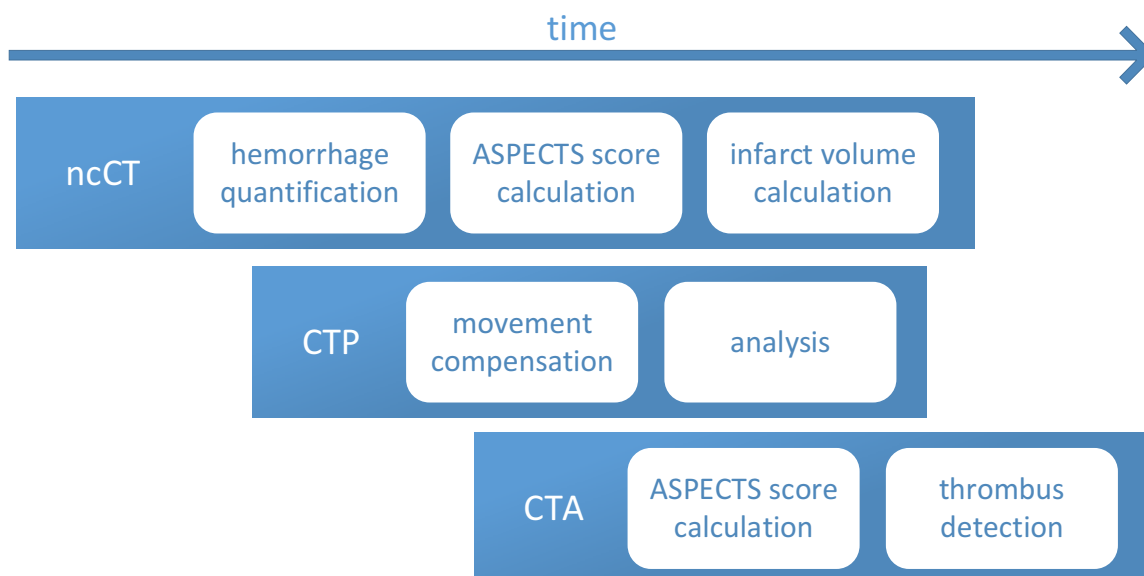 time
ncCT
hemorrhage
quantification
ASPECTS score
calculation
infarct volume
calculation
CTP
movement
compensation
analysis
CTA
ASPECTS score
calculation
thrombus
detection